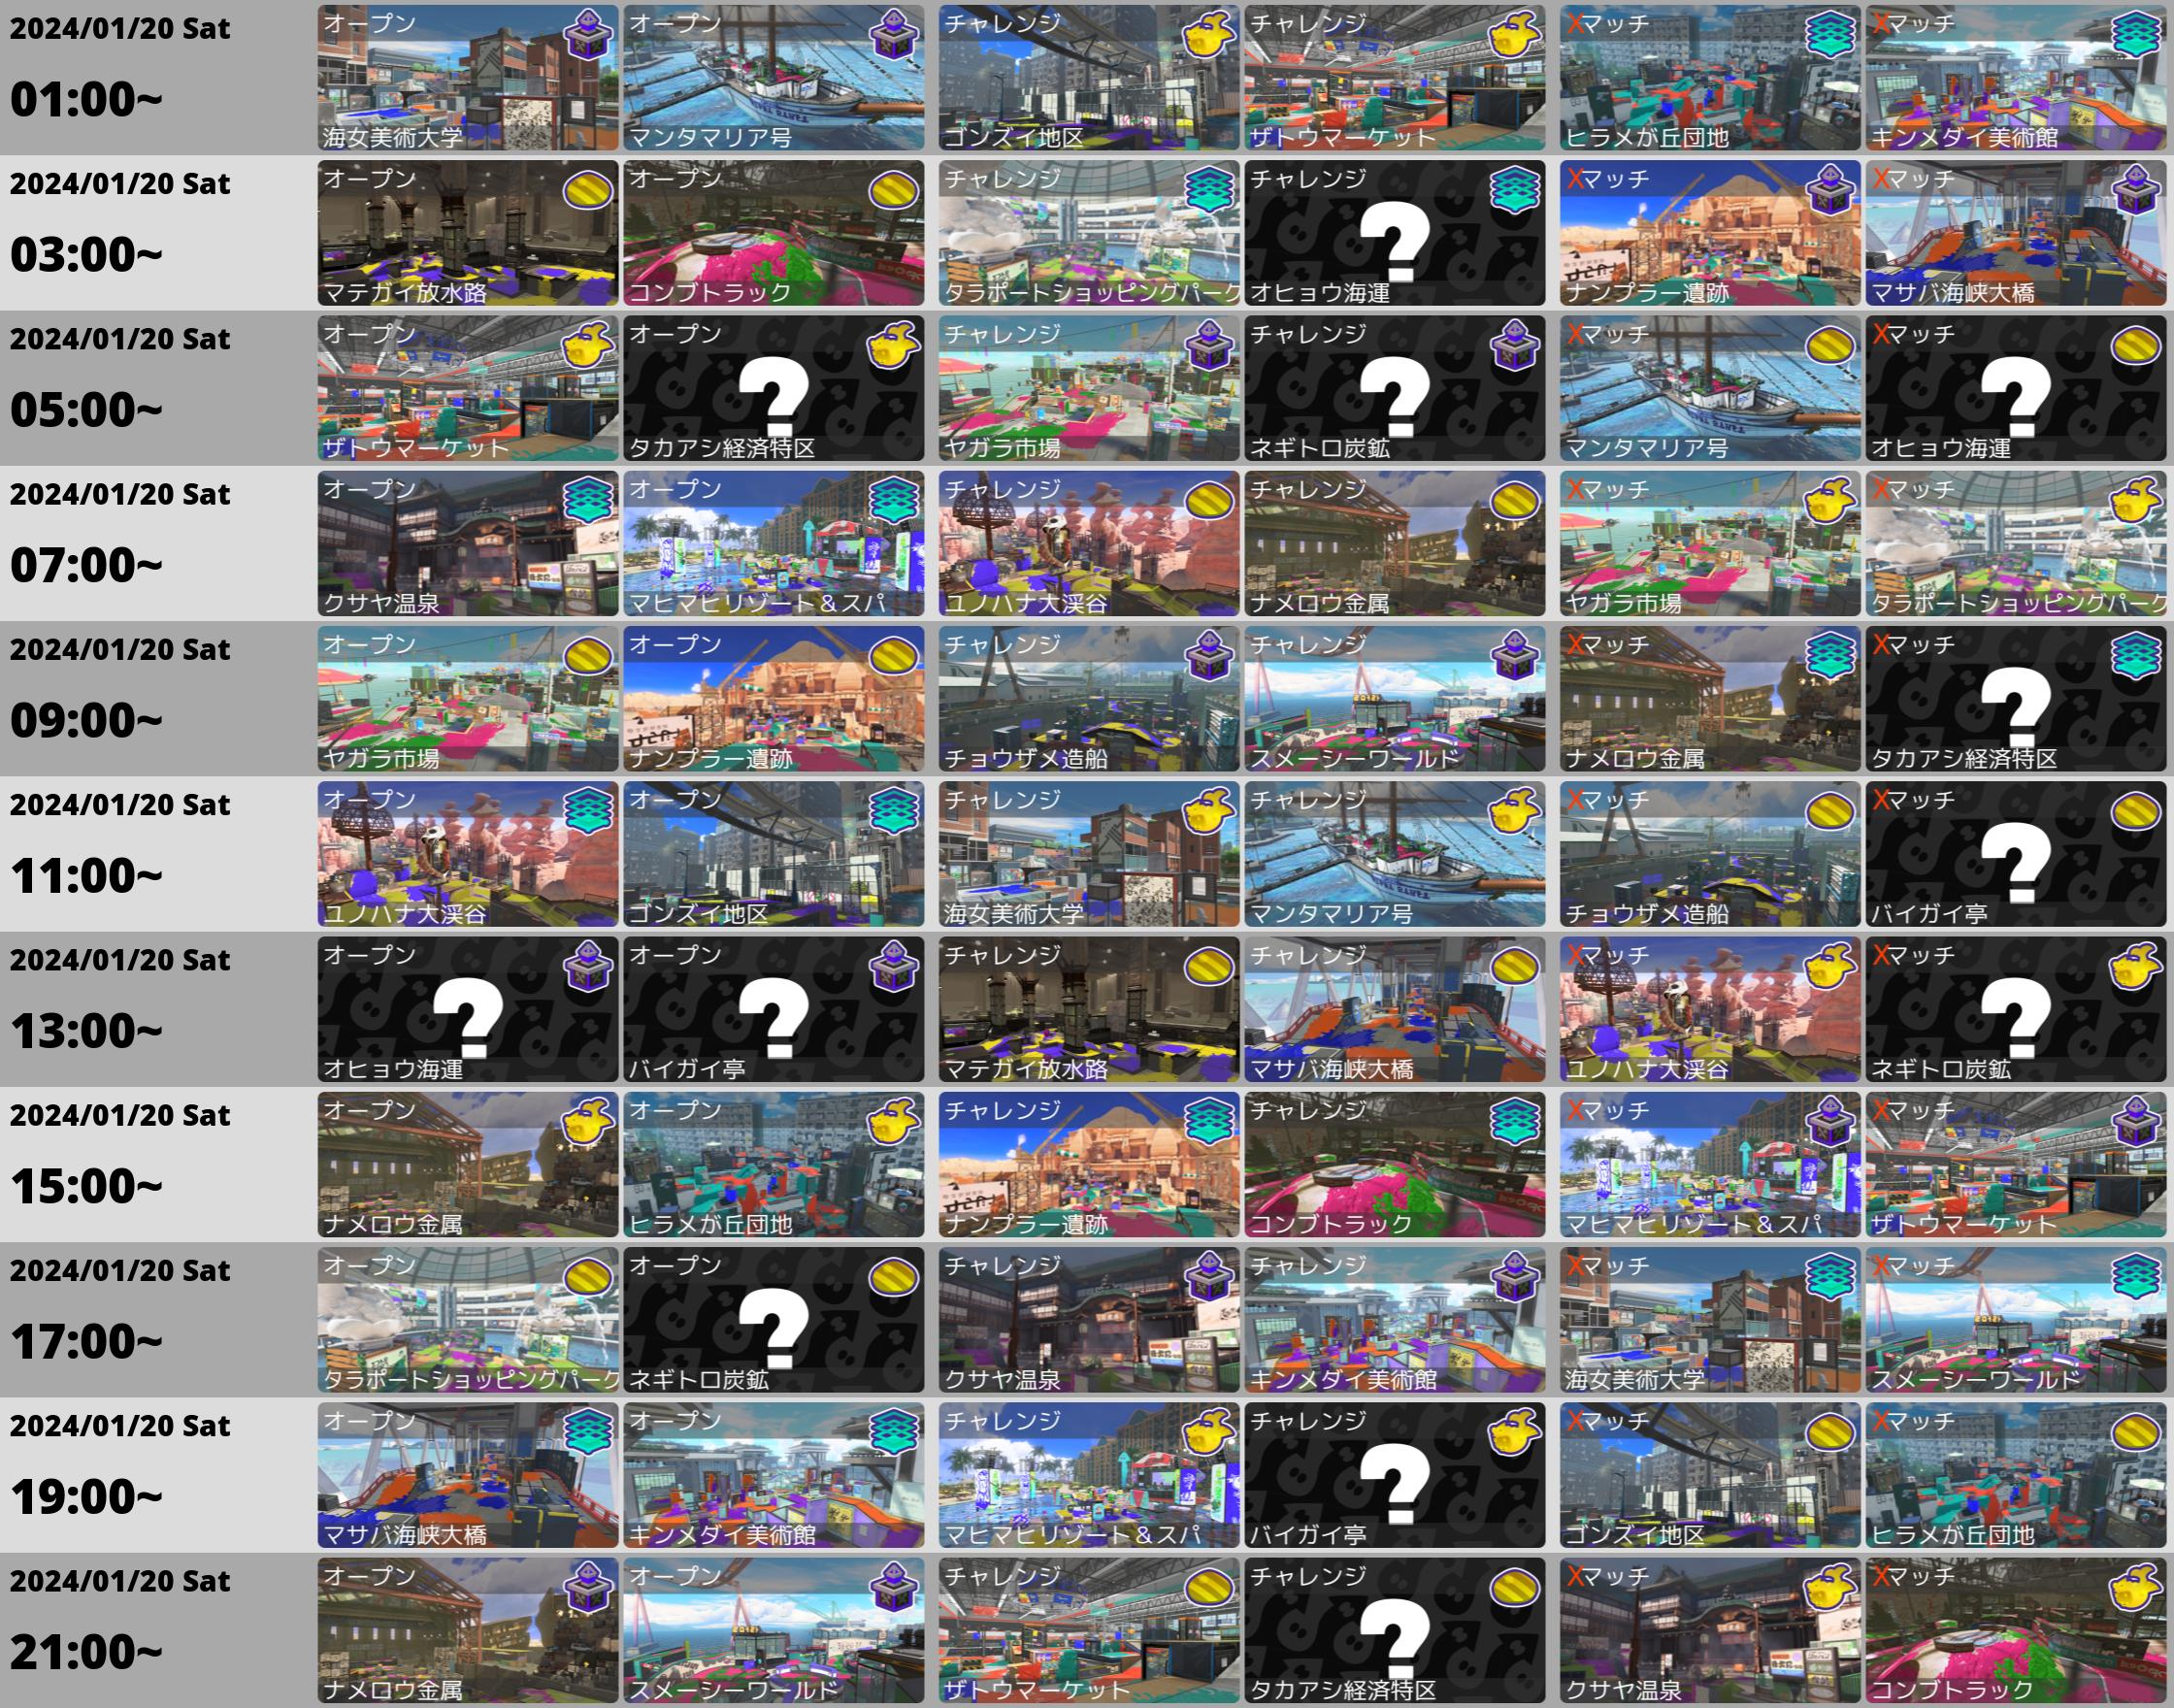 2024/01/20 Sat
01:00~
オープン オープン チャレンジ チャレンジ Xマッチ Xマッチ
海女美術大学 マンタマリア号 ゴンズイ地区 ザトウマーケット ヒラメが丘団地 キンメダイ美術館
2024/01/20 Sat
03:00~
オープン オープン チャレンジ チャレンジ Xマッチ Xマッチ
マテガイ放水路 コンブトラック タラポートショッピングパーク オヒョウ海運 ナンプラー遺跡 マサバ海峡大橋
2024/01/20 Sat
05:00~
オープン オープン チャレンジ チャレンジ Xマッチ Xマッチ
ザトウマーケット タカアシ経済特区 ヤガラ市場 ネギトロ炭鉱 マンタマリア号 オヒョウ海運
2024/01/20 Sat
07:00~
オープン オープン チャレンジ チャレンジ Xマッチ Xマッチ
クサヤ温泉 マヒマヒリゾート&スパ ユノハナ大渓谷 ナメロウ金属 ヤガラ市場 タラポートショッピングパーク
2024/01/20 Sat
09:00~
オープン オープン チャレンジ チャレンジ Xマッチ Xマッチ
ヤガラ市場 ナンプラー遺跡 チョウザメ造船 スメーシーワールド ナメロウ金属 タカアシ経済特区
2024/01/20 Sat
11:00~
オープン オープン チャレンジ チャレンジ Xマッチ Xマッチ
ユノハナ大渓谷 ゴンズイ地区 海女美術大学 マンタマリア号 チョウザメ造船 バイガイ亭
2024/01/20 Sat
13:00~
オープン オープン チャレンジ チャレンジ Xマッチ Xマッチ
オヒョウ海運 バイガイ亭 マテガイ放水路 マサバ海峡大橋 ユノハナ大渓谷 ネギトロ炭鉱
2024/01/20 Sat
15:00~
オープン オープン チャレンジ チャレンジ Xマッチ Xマッチ
ナメロウ金属 ヒラメが丘団地 ナンプラー遺跡 コンブトラック マヒマヒリゾート&スパ ザトウマーケット
2024/01/20 Sat
17:00~
オープン オープン チャレンジ チャレンジ Xマッチ Xマッチ
タラポートショッピングパーク ネギトロ炭鉱 クサヤ温泉 キンメダイ美術館 海女美術大学 スメーシーワールド
2024/01/20 Sat
19:00~
オープン オープン チャレンジ チャレンジ Xマッチ Xマッチ
マサバ海峡大橋 キンメダイ美術館 マヒマヒリゾート&スパ バイガイ亭 ゴンズイ地区 ヒラメが丘団地
2024/01/20 Sat
21:00~
オープン オープン チャレンジ チャレンジ Xマッチ Xマッチ
ナメロウ金属 スメーシーワールド ザトウマーケット タカアシ経済特区 クサヤ温泉 コンブトラック